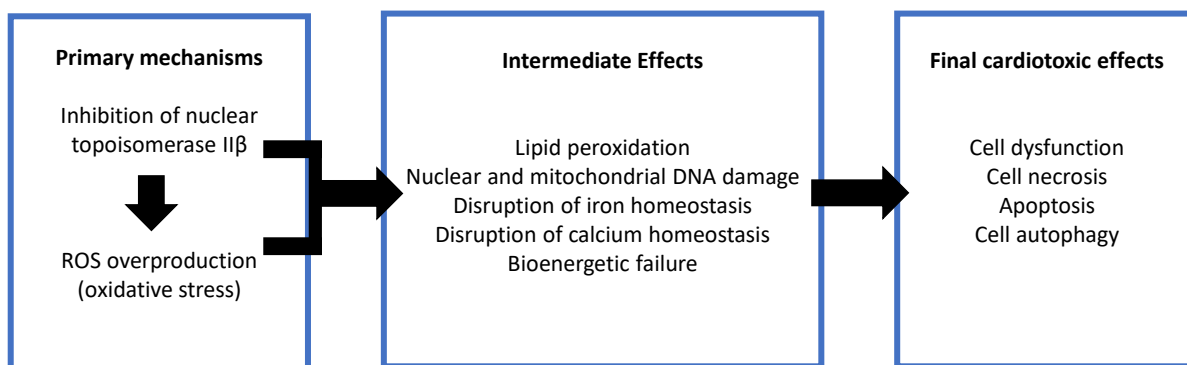 Primary mechanisms
Inhibition of nuclear
topoisomerase IIβ
ROS overproduction
(oxidative stress)
Intermediate Effects
Lipid peroxidation
Nuclear and mitochondrial DNA damage
Disruption of iron homeostasis
Disruption of calcium homeostasis
Bioenergetic failure
Final cardiotoxic effects
Cell dysfunction
Cell necrosis
Apoptosis
Cell autophagy